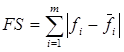 FS = \sum_{i=1}^{m} \left| f_i - \bar{f}_i \right|